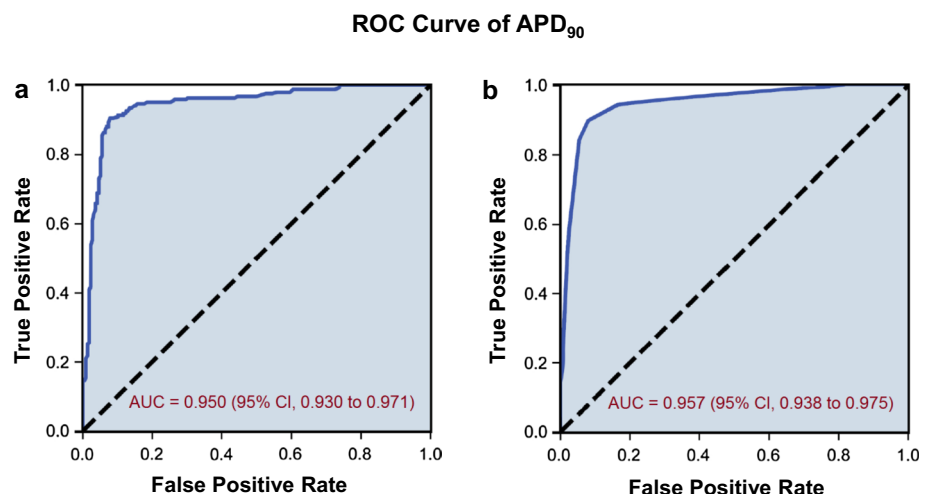 ROC Curve of APD₉₀
a
True Positive Rate
1.0
0.8
0.6
0.4
0.2
0.0
AUC = 0.950 (95% CI, 0.930 to 0.971)
0.0 0.2 0.4 0.6 0.8 1.0
False Positive Rate
b
True Positive Rate
1.0
0.8
0.6
0.4
0.2
0.0
AUC = 0.957 (95% CI, 0.938 to 0.975)
0.0 0.2 0.4 0.6 0.8 1.0
False Positive Rate